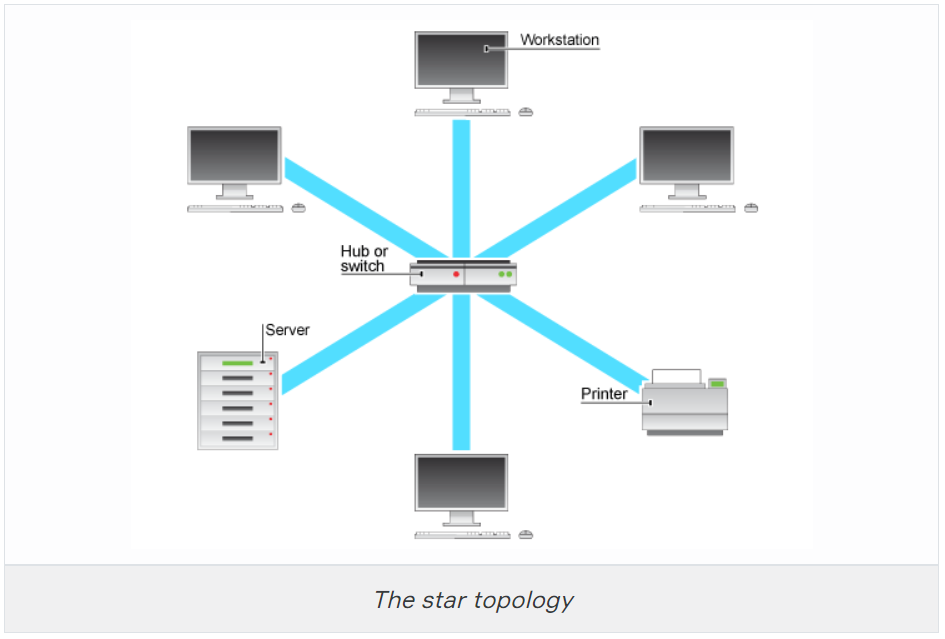 Workstation
Hub or
switch
Server
Printer
The star topology